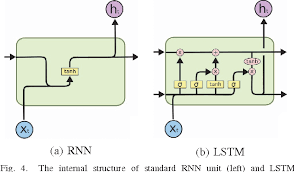 hₜ
hₜ
tanh
× +
tanh
× ×
σ σ tanh σ
Xₜ
Xₜ
(a) RNN (b) LSTM
Fig. 4. The internal structure of standard RNN unit (left) and LSTM